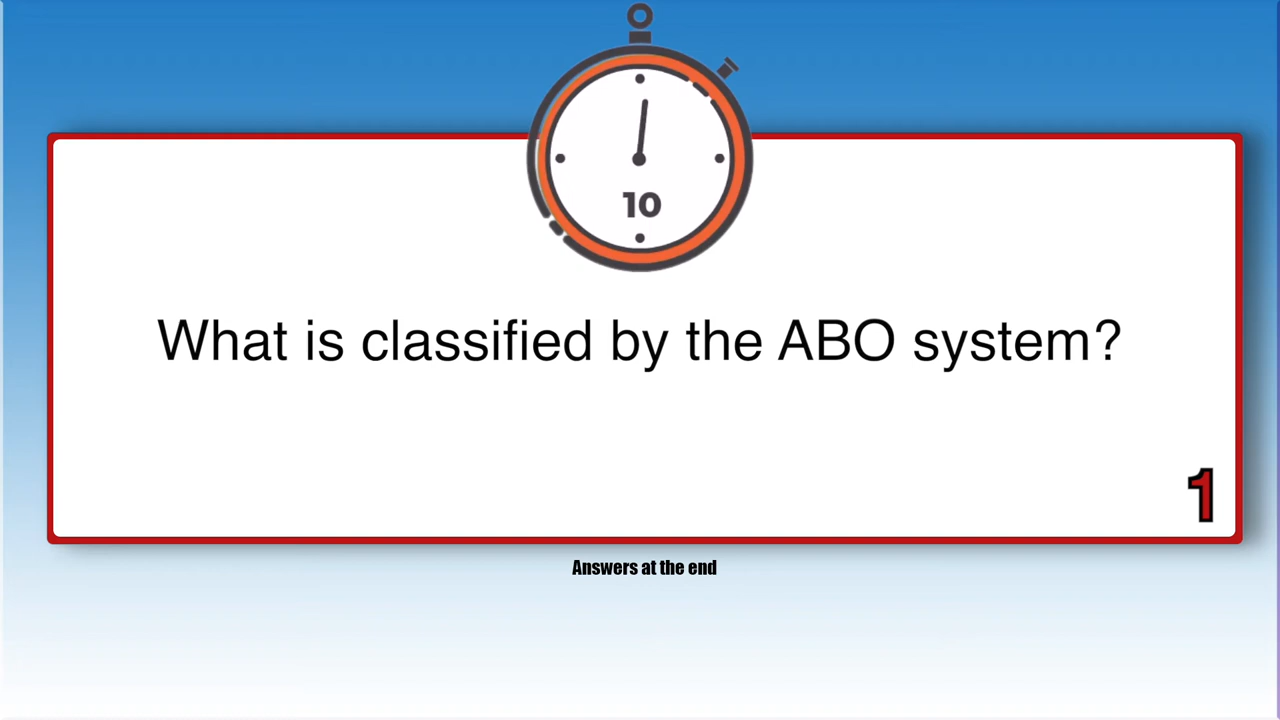 10
What is classified by the ABO system?
1
Answers at the end